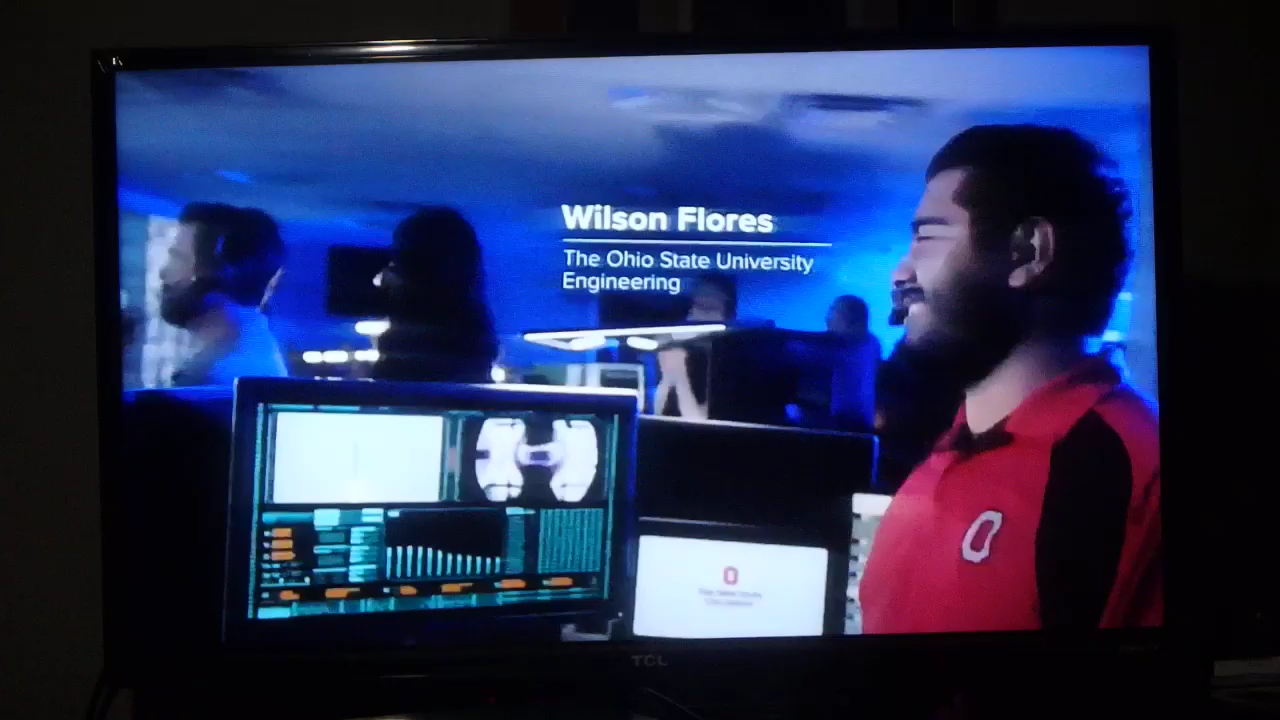 Wilson Flores
The Ohio State University
Engineering
O
O
TCL